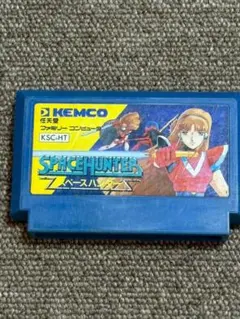 KEMCO
任天堂
ファミリー コンピュータ
KSC-HT
SPACE HUNTER
スペースハンター